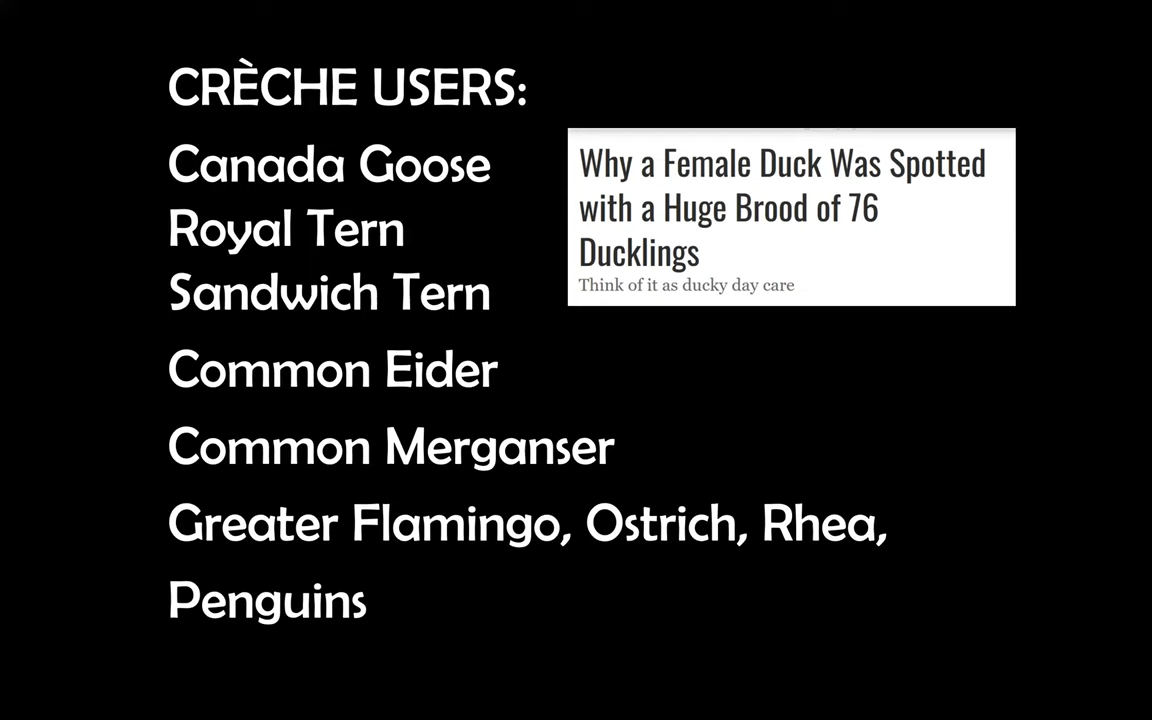 CRÈCHE USERS:
Canada Goose
Royal Tern
Sandwich Tern
Common Eider
Common Merganser
Greater Flamingo, Ostrich, Rhea,
Penguins
Why a Female Duck Was Spotted
with a Huge Brood of 76
Ducklings
Think of it as ducky day care